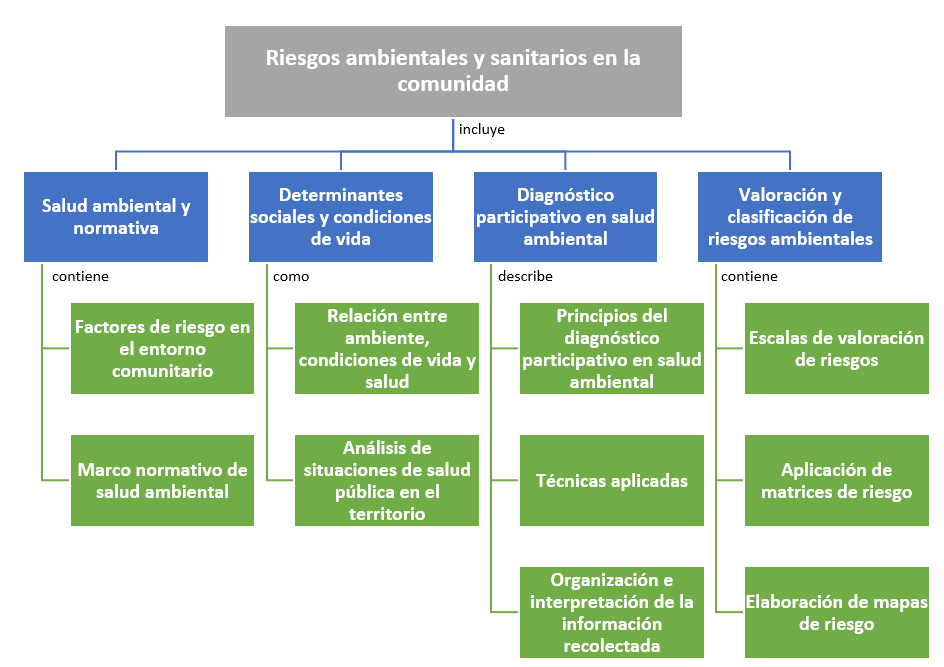 Riesgos ambientales y sanitarios en la
comunidad
incluye
Salud ambiental y
normativa
contiene
Factores de riesgo en
el entorno
comunitario
Marco normativo de
salud ambiental
Determinantes
sociales y condiciones
de vida
como
Relación entre
ambiente,
condiciones de vida y
salud
Análisis de
situaciones de salud
pública en el
territorio
Diagnóstico
participativo en salud
ambiental
describe
Principios del
diagnóstico
participativo en salud
ambiental
Técnicas aplicadas
Organización e
interpretación de la
información
recolectada
Valoración y
clasificación de
riesgos ambientales
contiene
Escalas de valoración
de riesgos
Aplicación de
matrices de riesgo
Elaboración de mapas
de riesgo